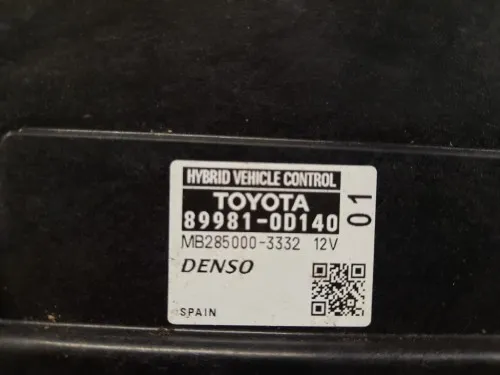 HYBRID VEHICLE CONTROL
TOYOTA
89981-0D140
01
MB285000-3332 12V
DENSO
SPAIN